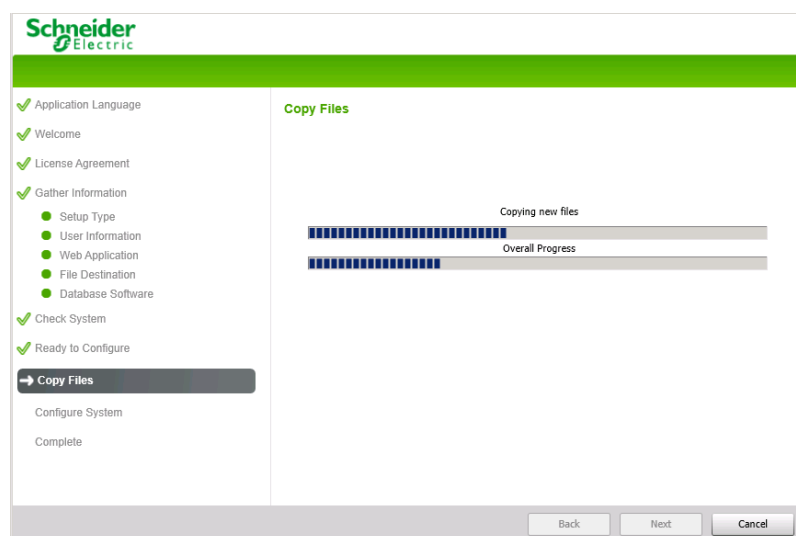 Schneider
Electric
Application Language
Welcome
License Agreement
Gather Information
Setup Type
User Information
Web Application
File Destination
Database Software
Check System
Ready to Configure
Copy Files
Configure System
Complete
Copy Files
Copying new files
Overall Progress
Back
Next
Cancel